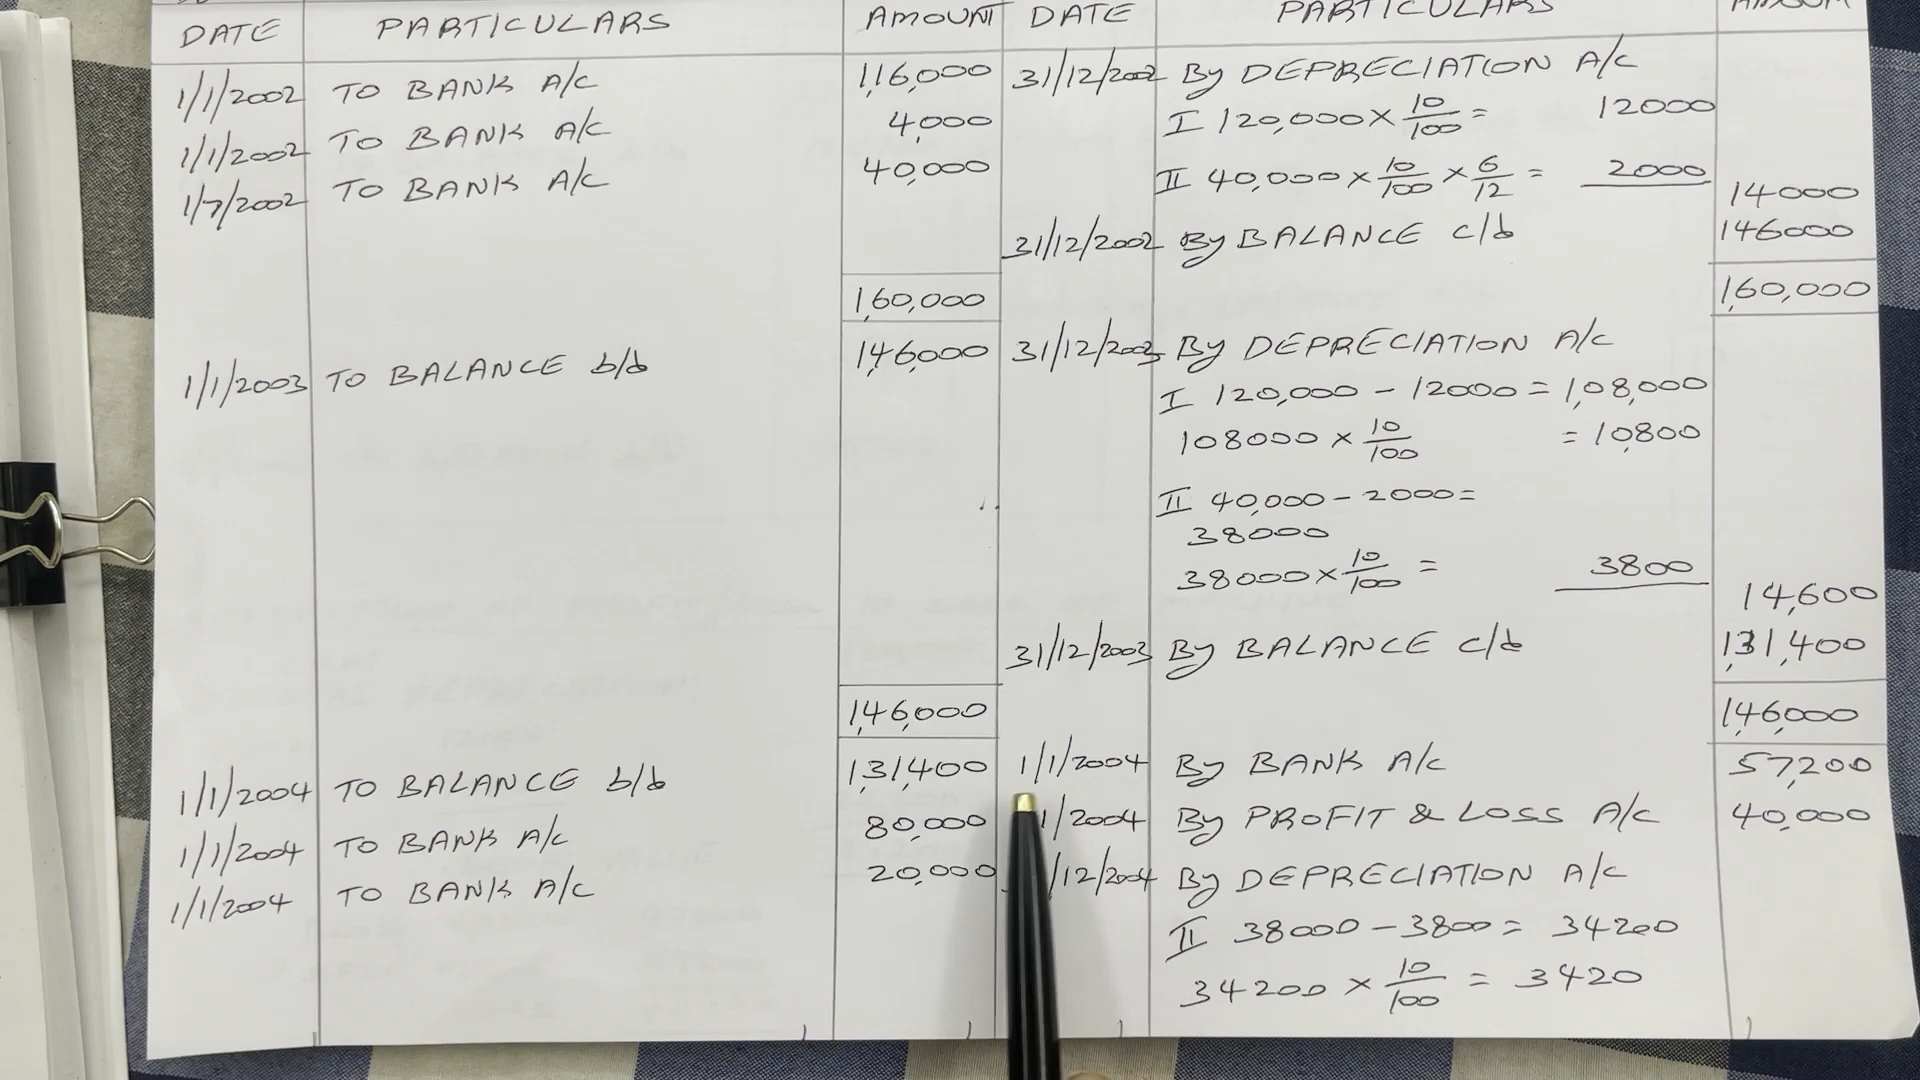 DATE PARTICULARS AMOUNT DATE PARTICULARS
1/1/2002 TO BANK A/c 1,16,000 31/12/2002 By DEPRECIATION A/c
1/1/2002 TO BANK A/c 4,000 I 120,000 × 10/100 = 12000
1/7/2002 TO BANK A/c 40,000 II 40,000 × 10/100 × 6/12 = 2000 14000
31/12/2002 By BALANCE c/d 146000
1,60,000 1,60,000
1/1/2003 TO BALANCE b/d 1,46,000 31/12/2003 By DEPRECIATION A/c
I 120,000 - 12000 = 1,08,000
108000 × 10/100 = 10,800
II 40,000 - 2000 =
38000
38000 × 10/100 = 3800 14,600
31/12/2003 By BALANCE c/d 1,31,400
1,46,000 1,46,000
1/1/2004 TO BALANCE b/d 1,31,400 1/1/2004 By BANK A/c 57,200
1/1/2004 TO BANK A/c 80,000 1/2004 By PROFIT & LOSS A/c 40,000
1/1/2004 TO BANK A/c 20,000 /12/2004 By DEPRECIATION A/c
II 38000 - 3800 = 34200
34200 × 10/100 = 3420